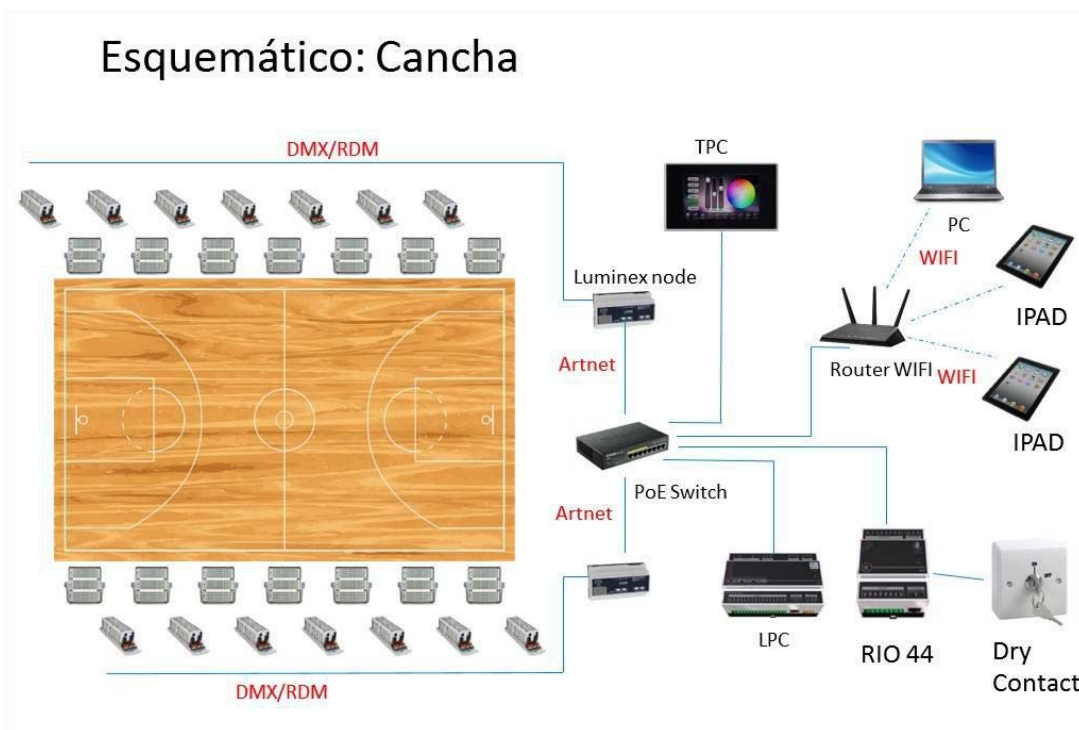 Esquemático: Cancha
DMX/RDM
TPC
PC
WIFI
IPAD
Luminex node
Artnet
Router WIFI
WIFI
IPAD
PoE Switch
Artnet
LPC
RIO 44
Dry
Contact
DMX/RDM